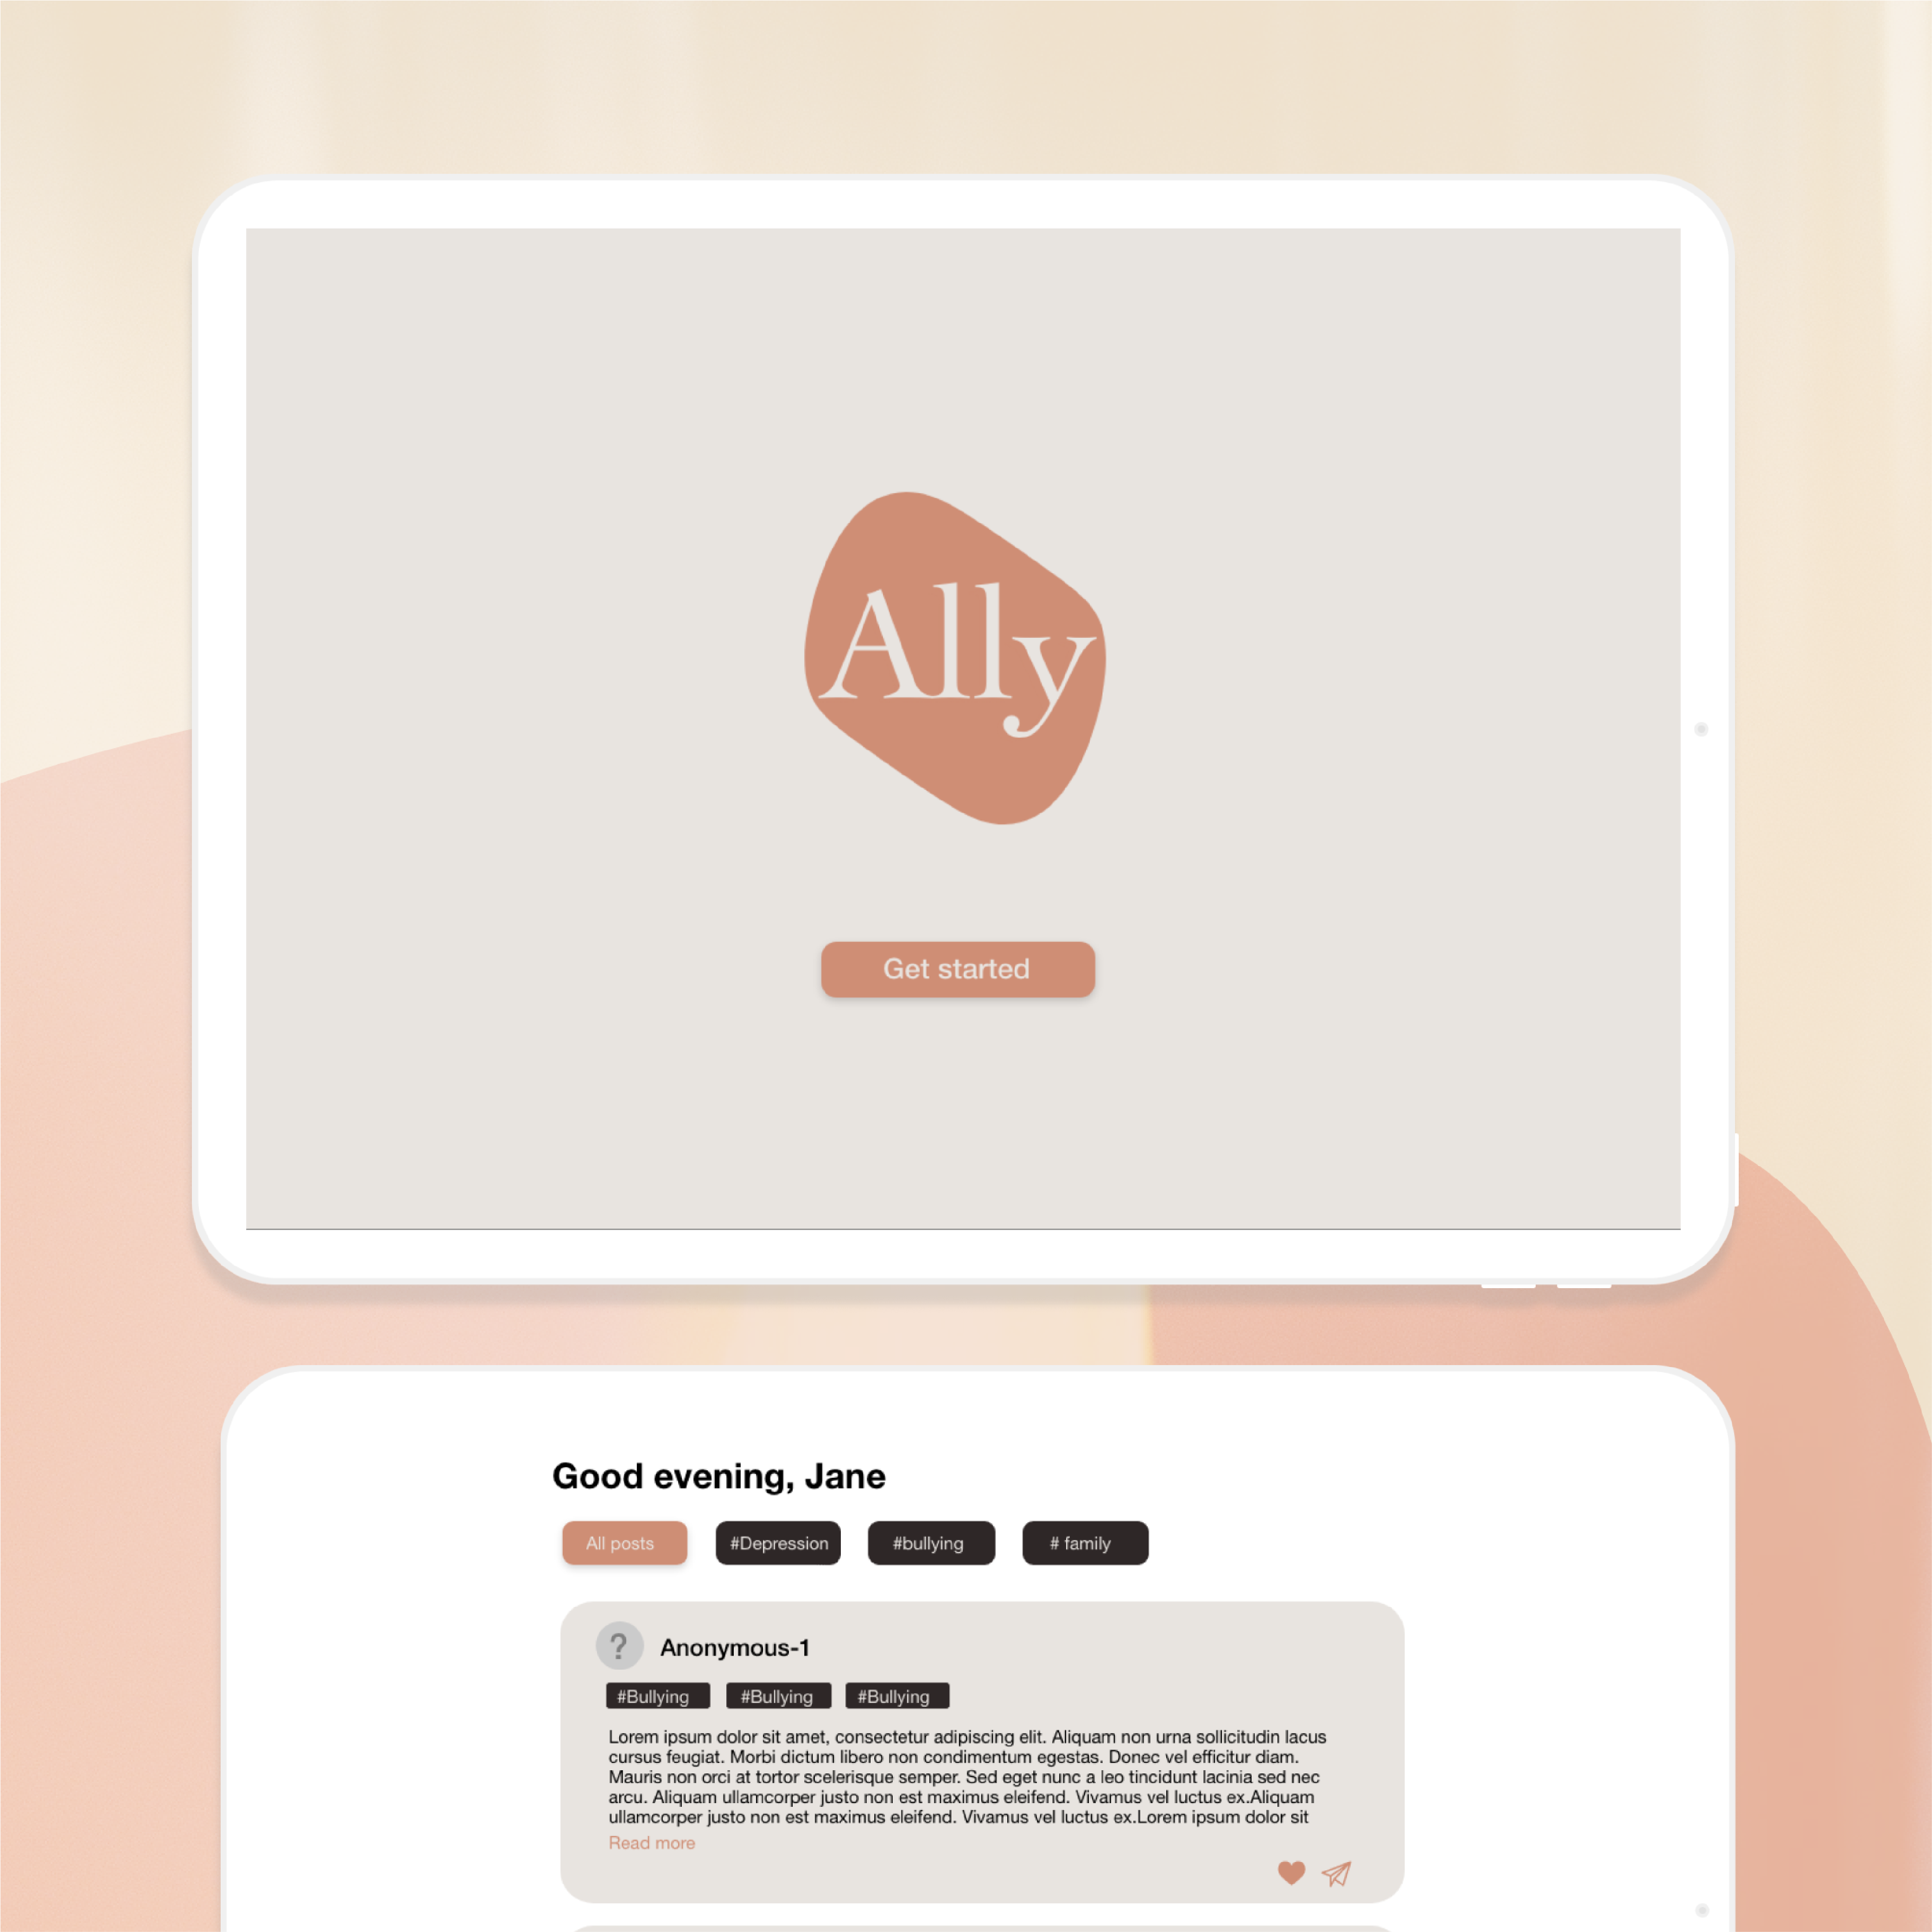 Ally
Get started
Good evening, Jane
All posts #Depression #bullying # family
? Anonymous-1
#Bullying #Bullying #Bullying
Lorem ipsum dolor sit amet, consectetur adipiscing elit. Aliquam non urna sollicitudin lacus
cursus feugiat. Morbi dictum libero non condimentum egestas. Donec vel efficitur diam.
Mauris non orci at tortor scelerisque semper. Sed eget nunc a leo tincidunt lacinia sed nec
arcu. Aliquam ullamcorper justo non est maximus eleifend. Vivamus vel luctus ex.Aliquam
ullamcorper justo non est maximus eleifend. Vivamus vel luctus ex.Lorem ipsum dolor sit
Read more